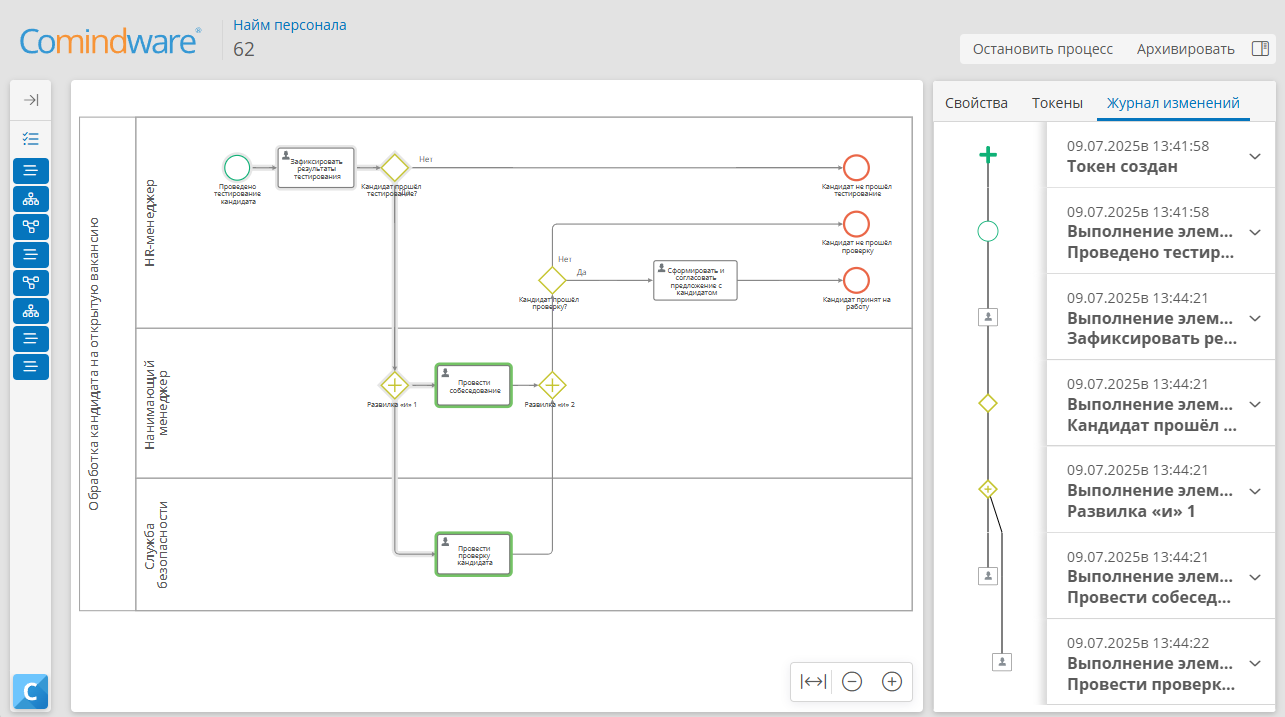 Comindware®
Найм персонала
62
Остановить процесс
Архивировать
Обработка кандидата на открытую вакансию
HR-менеджер
Проведено
тестирование
кандидата
Зафиксировать
результаты
тестирования
Кандидат прошёл
тестирование?
Нет
Кандидат не прошёл
тестирование
Кандидат не прошёл
проверку
Нет
Да
Кандидат прошёл
проверку?
Сформировать и
согласовать
предложение с
кандидатом
Кандидат принят на
работу
Нанимающий
менеджер
Развилка «и» 1
Провести
собеседование
Развилка «и» 2
Служба
безопасности
Провести
проверку
кандидата
C
Свойства
Токены
Журнал изменений
09.07.2025в 13:41:58
Токен создан
09.07.2025в 13:41:58
Выполнение элем...
Проведено тестир...
09.07.2025в 13:44:21
Выполнение элем...
Зафиксировать ре...
09.07.2025в 13:44:21
Выполнение элем...
Кандидат прошёл ...
09.07.2025в 13:44:21
Выполнение элем...
Развилка «и» 1
09.07.2025в 13:44:21
Выполнение элем...
Провести собесед...
09.07.2025в 13:44:22
Выполнение элем...
Провести проверк...